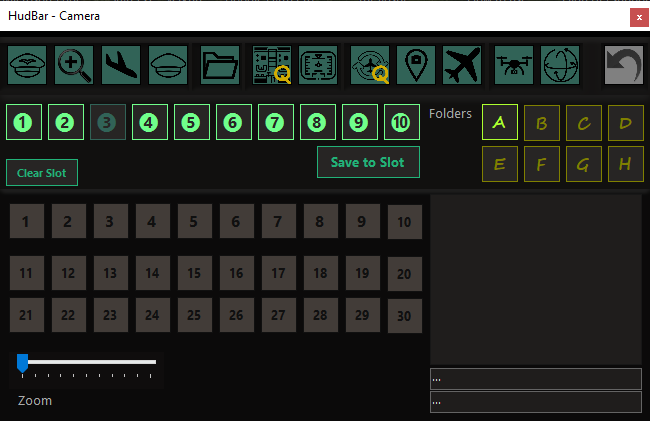 HudBar - Camera
x
1 2 3 4 5 6 7 8 9 10
Folders
A B C D
E F G H
Save to Slot
Clear Slot
1 2 3 4 5 6 7 8 9 10
11 12 13 14 15 16 17 18 19 20
21 22 23 24 25 26 27 28 29 30
...
...
Zoom